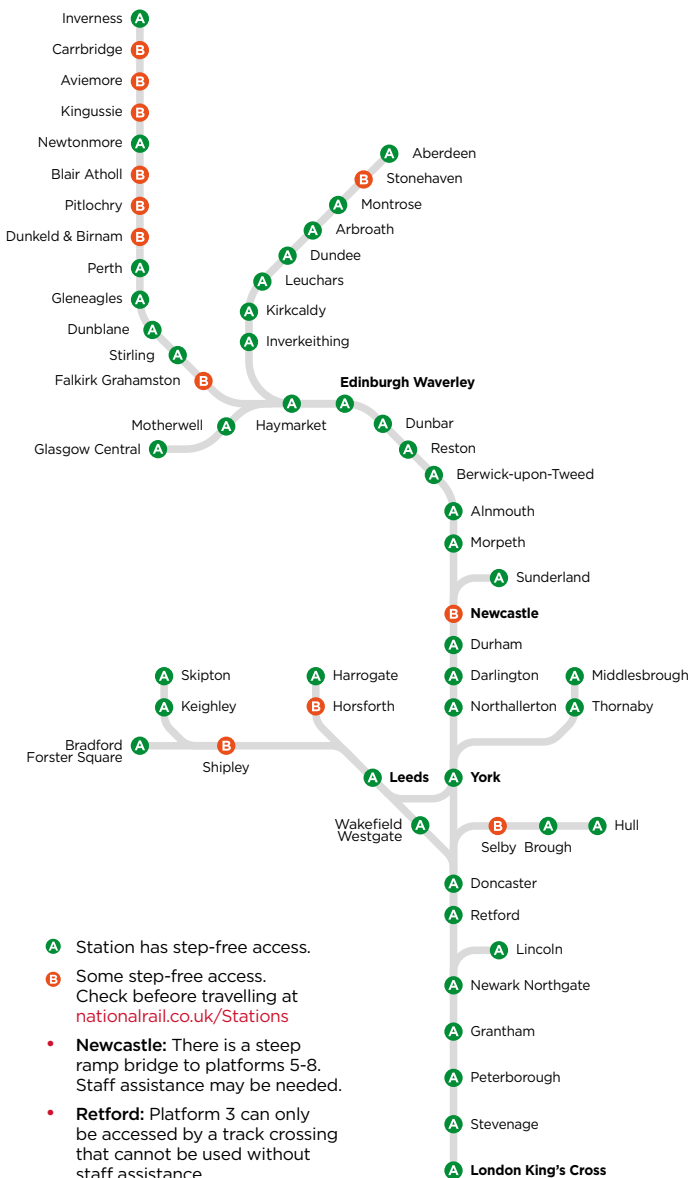 A Inverness
B Carrbridge
B Aviemore
B Kingussie
A Newtonmore
B Blair Atholl
B Pitlochry
B Dunkeld & Birnam
A Perth
A Gleneagles
A Dunblane
A Stirling
B Falkirk Grahamston
A Motherwell
A Glasgow Central
A Aberdeen
B Stonehaven
A Montrose
A Arbroath
A Dundee
A Leuchars
A Kirkcaldy
A Inverkeithing
A Haymarket
A Edinburgh Waverley
A Dunbar
A Reston
A Berwick-upon-Tweed
A Alnmouth
A Morpeth
A Sunderland
B Newcastle
A Durham
A Darlington
A Northallerton
A Middlesbrough
A Thornaby
A Skipton
A Keighley
A Bradford
Forster Square
B Shipley
A Harrogate
B Horsforth
A Leeds
A York
A Wakefield
Westgate
B Selby
A Brough
A Hull
A Doncaster
A Retford
A Lincoln
A Newark Northgate
A Grantham
A Peterborough
A Stevenage
A London King's Cross
A Station has step-free access.
B Some step-free access.
Check befeore travelling at
nationalrail.co.uk/Stations
• Newcastle: There is a steep
ramp bridge to platforms 5-8.
Staff assistance may be needed.
• Retford: Platform 3 can only
be accessed by a track crossing
that cannot be used without
staff assistance